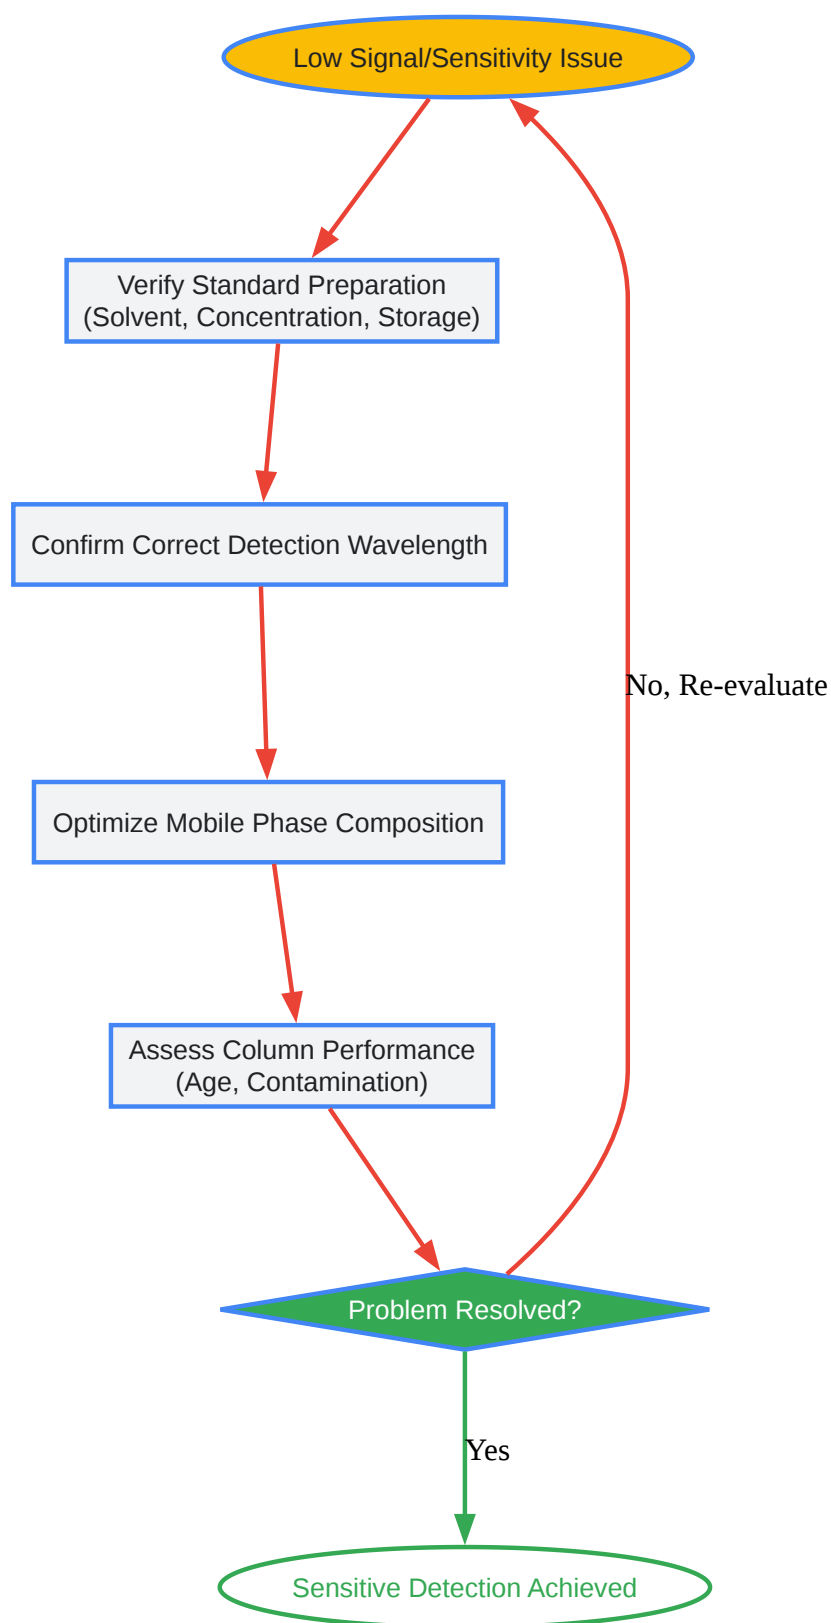 Low Signal/Sensitivity Issue
Verify Standard Preparation
(Solvent, Concentration, Storage)
Confirm Correct Detection Wavelength
No, Re-evaluate
Optimize Mobile Phase Composition
Assess Column Performance
(Age, Contamination)
Problem Resolved?
Yes
Sensitive Detection Achieved